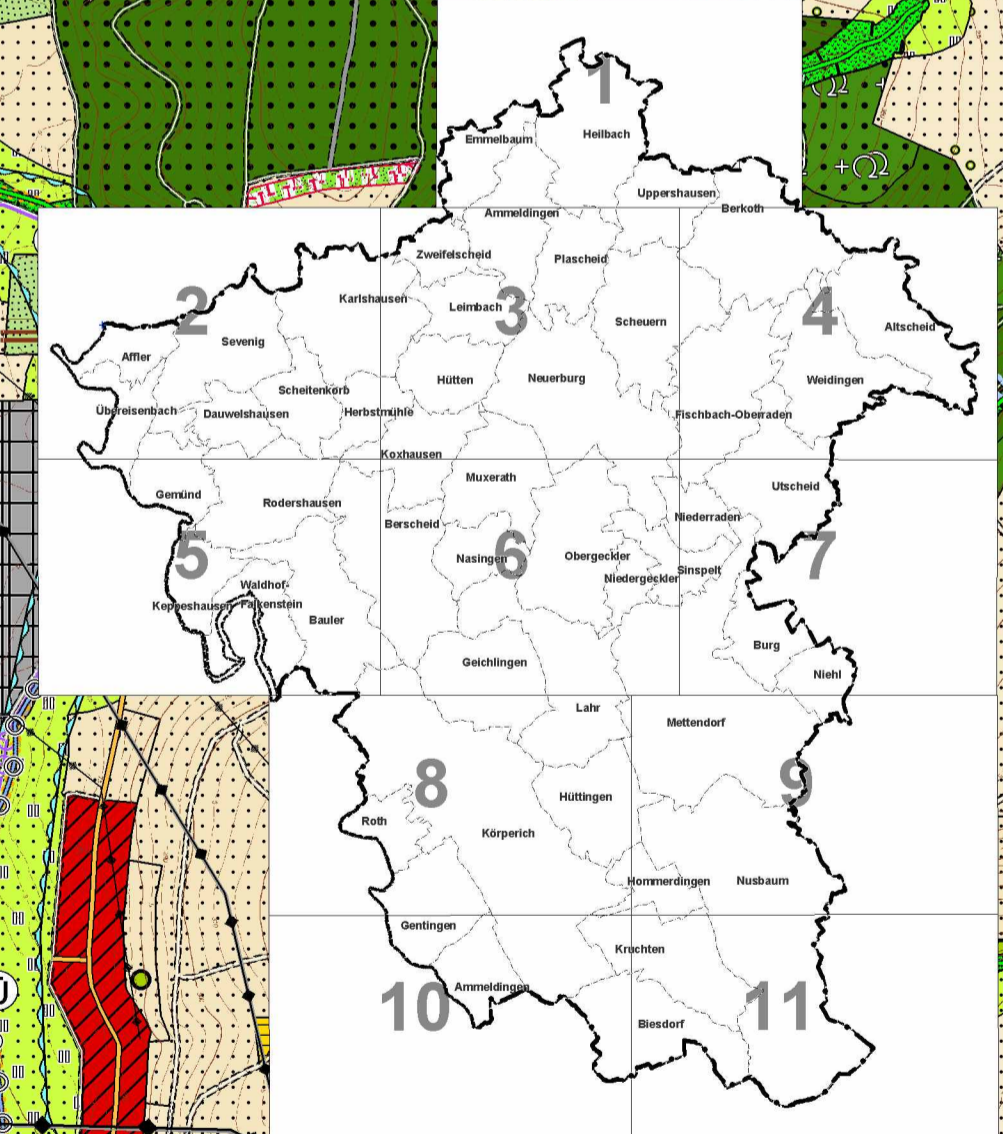 1
Emmelbaum
Heilbach
Uppershausen
Berkoth
Ammeldingen
Zweifelscheid
Plascheid
2
Karlshausen
Leimbach
3
Scheuern
4
Altscheid
Sevenig
Affler
Hütten
Neuerburg
Weidingen
Scheitenkorb
Übereisenbach
Dauwelshausen
Herbstmühle
Fischbach-Oberraden
Koxhausen
Muxerath
Utscheid
Gemünd
Rodershausen
Berscheid
Niederraden
5
Nasingen
6
Obergeckler
7
Niedergeckler
Sinspelt
Waldhof-
Falkenstein
Keppeshausen
Bauler
Burg
Geichlingen
Niehl
Lahr
Mettendorf
8
9
Hüttingen
Roth
Körperich
Hommerdingen
Nusbaum
Gentingen
Kruchten
10
Ammeldingen
11
Biesdorf